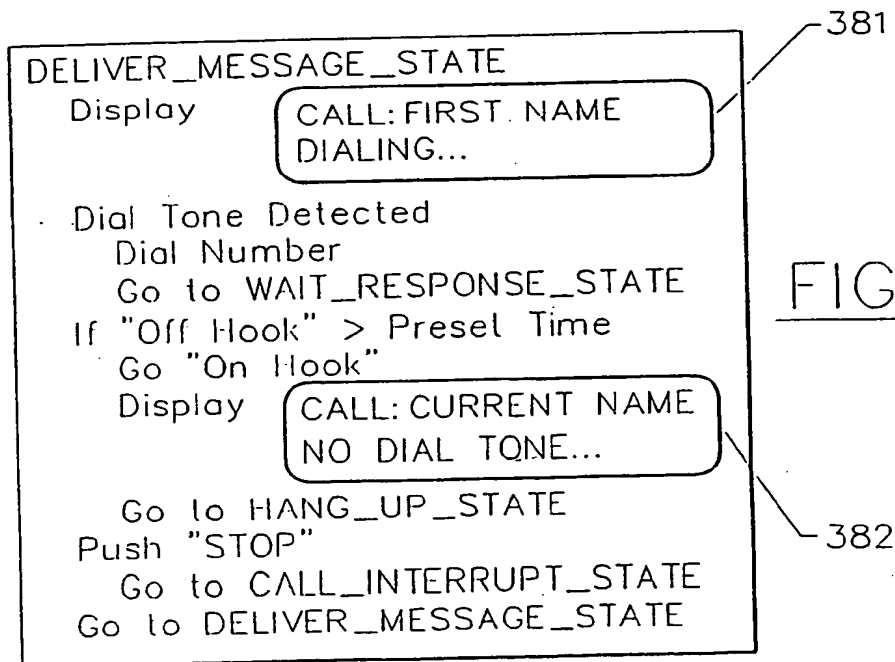 381
DELIVER_MESSAGE_STATE
Display
CALL: FIRST NAME
DIALING...
Dial Tone Detected
Dial Number
Go to WAIT_RESPONSE_STATE
If "Off Hook" > Preset Time
Go "On Hook"
Display
CALL: CURRENT NAME
NO DIAL TONE...
Go to HANG_UP_STATE
Push "STOP"
Go to CALL_INTERRUPT_STATE
Go to DELIVER_MESSAGE_STATE
382
FIG